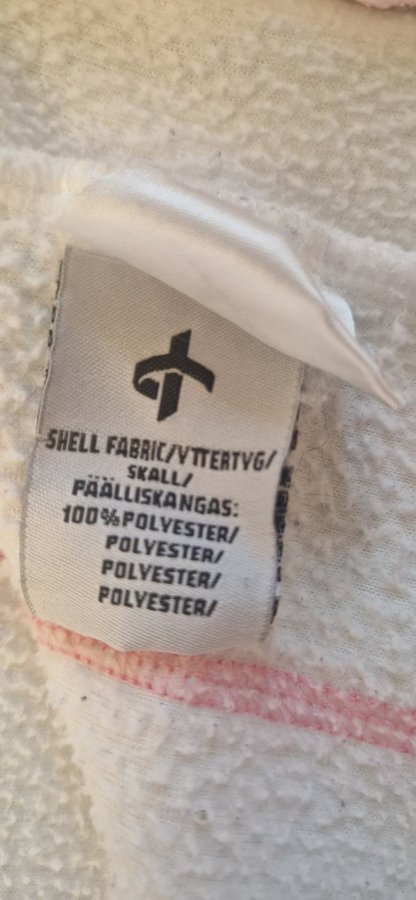 SHELL FABRIC/YTTERTYG/
SKALL/
PÄÄLLISKANGAS:
100%POLYESTER/
POLYESTER/
POLYESTER/
POLYESTER/